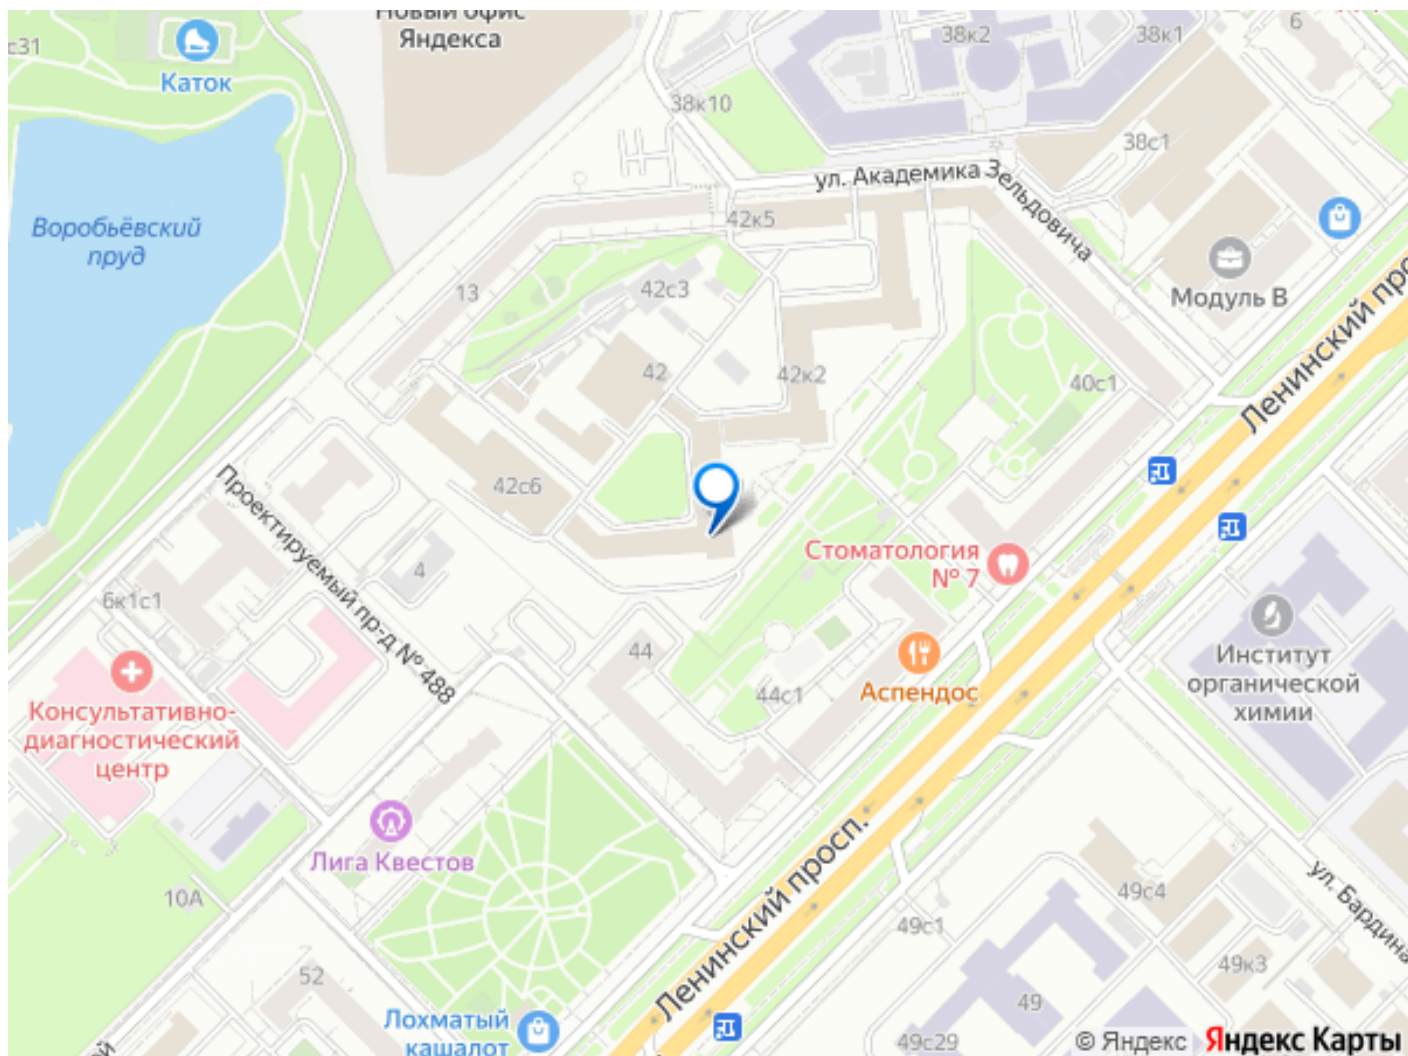 Новый офис
Яндекса
с31
Каток
38к2
38к1
6
38к10
38с1
ул. Академика Зельдовича
Воробьёвский
пруд
42к5
13
42с3
Модуль В
Ленинский прос
42
42к2
40с1
42с6
Проектируемый пр-д № 488
4
Стоматология
№ 7
6к1с1
44
Аспендос
44с1
Институт
органической
химии
Консультативно-
диагностический
центр
Лига Квестов
Ленинский просп.
10А
49с4
ул. Бардина
49с1
49к3
52
49
Лохматый
кашалот
49с29
ой
© Яндекс Яндекс Карты